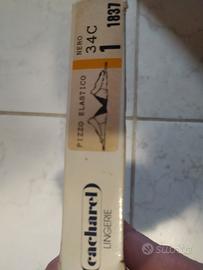 1837
1
NERO
34C
PIZZO ELASTICO
cacharel
LINGERIE
subito